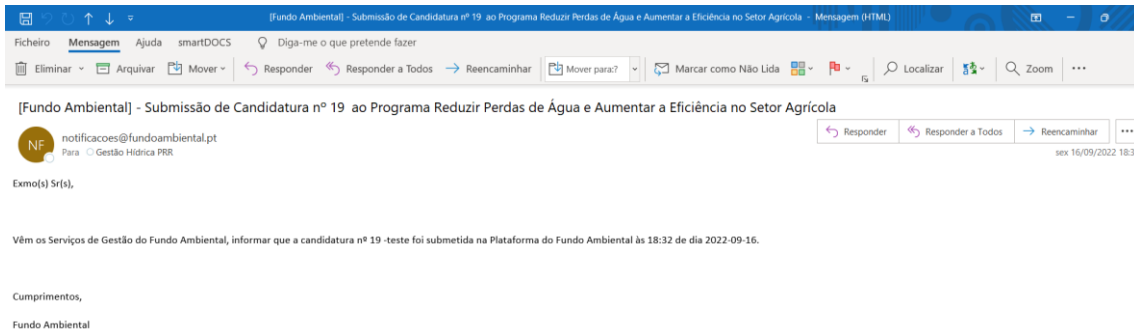 [Fundo Ambiental] - Submissão de Candidatura nº 19 ao Programa Reduzir Perdas de Água e Aumentar a Eficiência no Setor Agrícola - Mensagem (HTML)
Ficheiro Mensagem Ajuda smartDOCS Diga-me o que pretende fazer
Eliminar Arquivar Mover Responder Responder a Todos Reencaminhar Mover para:? Marcar como Não Lida Localizar Zoom
[Fundo Ambiental] - Submissão de Candidatura nº 19 ao Programa Reduzir Perdas de Água e Aumentar a Eficiência no Setor Agrícola
NF
notificacoes@fundoambiental.pt
Para Gestão Hídrica PRR
Responder Responder a Todos Reencaminhar
sex 16/09/2022 18:3
Exmo(s) Sr(s),
Vêm os Serviços de Gestão do Fundo Ambiental, informar que a candidatura nº 19 -teste foi submetida na Plataforma do Fundo Ambiental às 18:32 de dia 2022-09-16.
Cumprimentos,
Fundo Ambiental